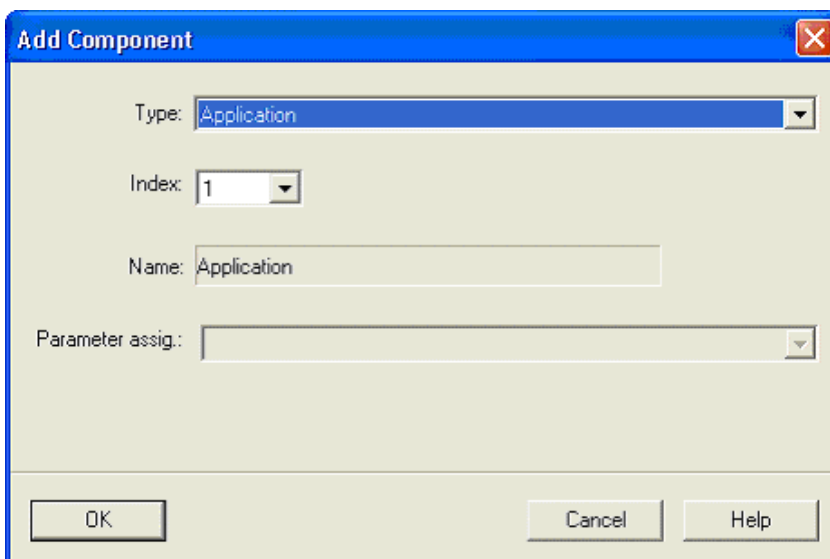 Add Component
Type: Application
Index: 1
Name: Application
Parameter assig.:
OK Cancel Help